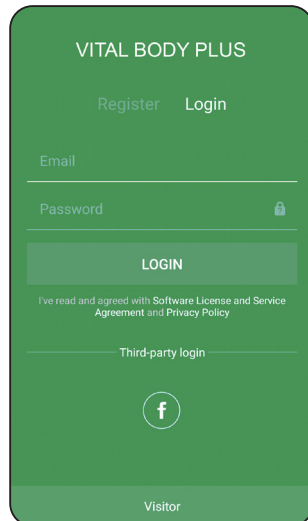 VITAL BODY PLUS
Register Login
Email
Password
LOGIN
I've read and agreed with Software License and Service
Agreement and Privacy Policy
Third-party login
f
Visitor